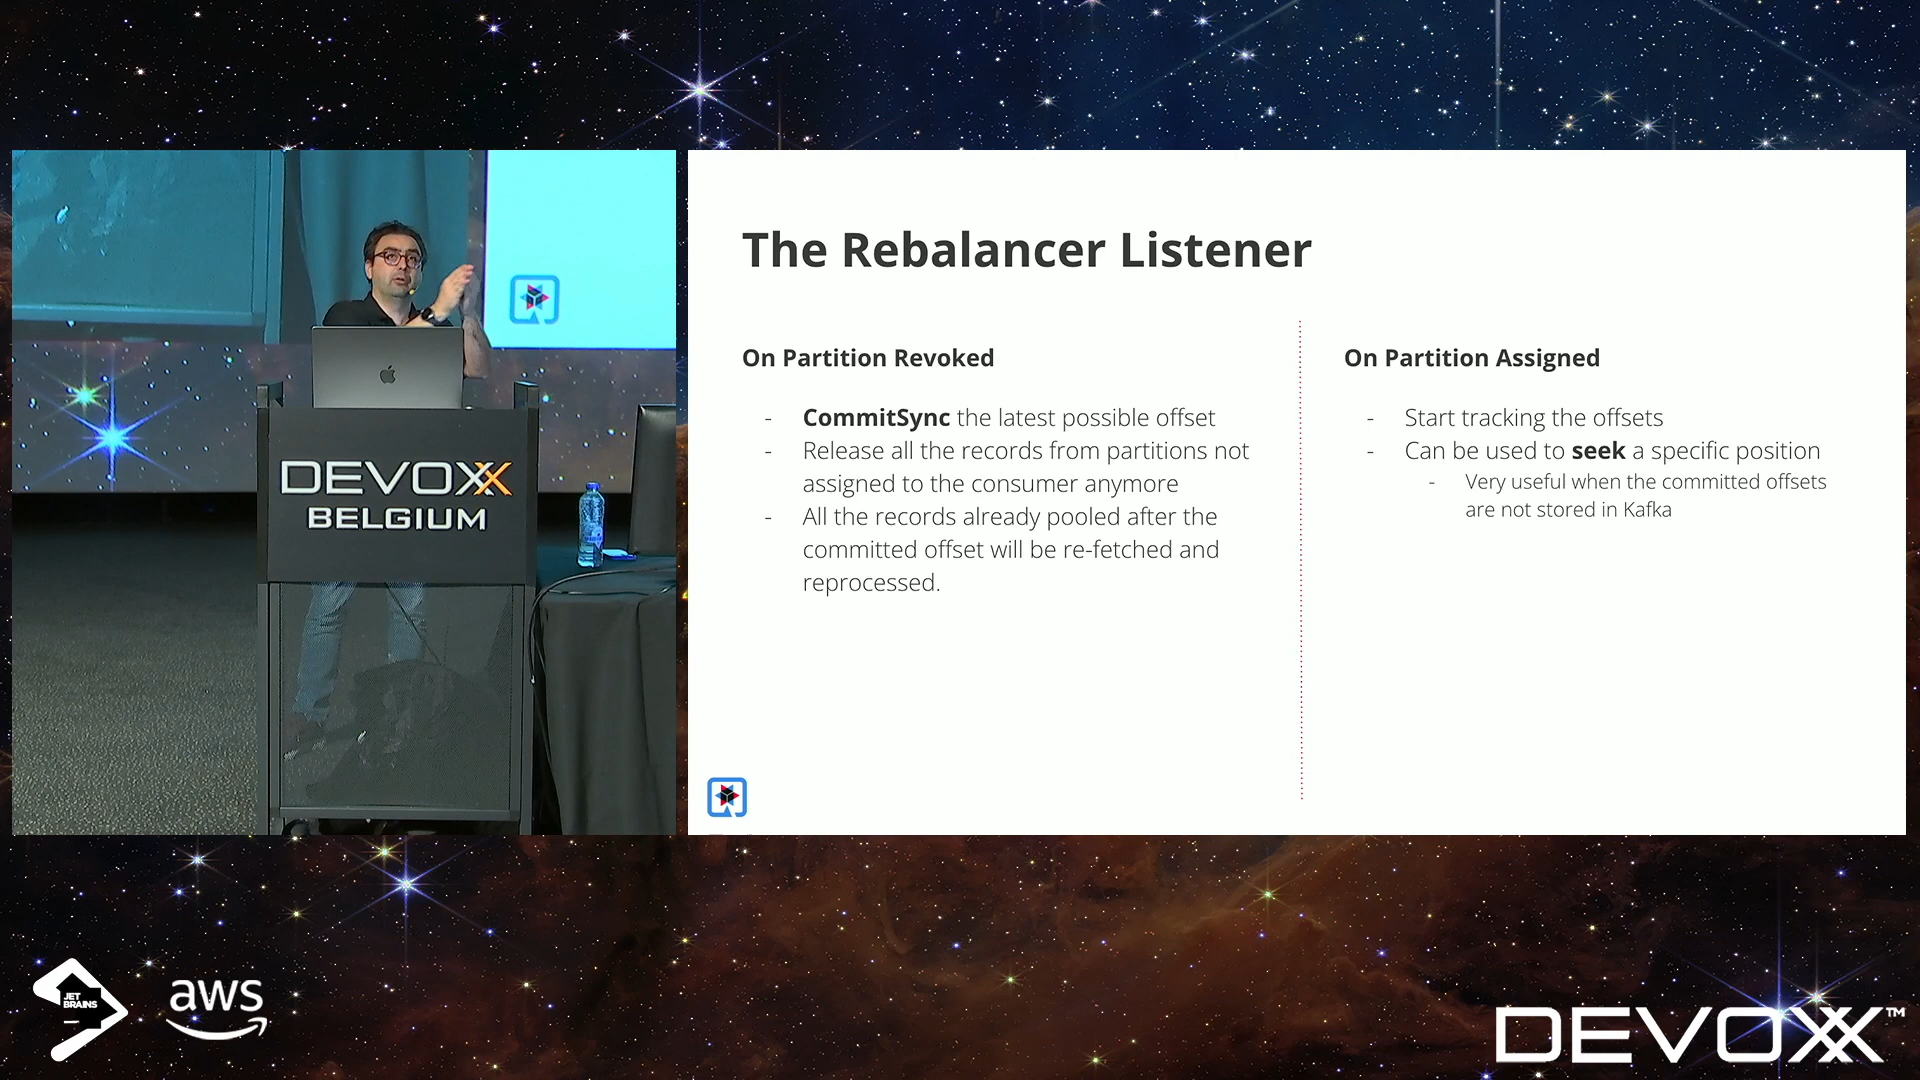 The Rebalancer Listener
On Partition Revoked
- CommitSync the latest possible offset
- Release all the records from partitions not
assigned to the consumer anymore
- All the records already pooled after the
committed offset will be re-fetched and
reprocessed.
On Partition Assigned
- Start tracking the offsets
- Can be used to seek a specific position
- Very useful when the committed offsets
are not stored in Kafka
DEVOXX
BELGIUM
JET
BRAINS
aws
DEVOXX™